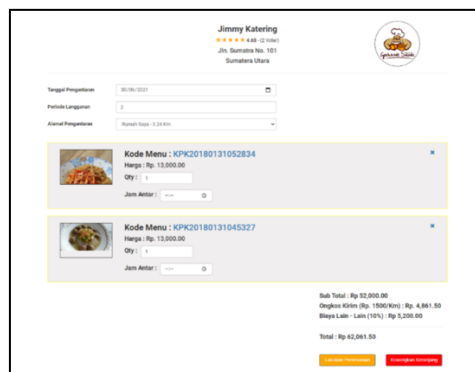 Jimmy Katering
4.60 - (2 Vote)
Jln. Sumatra No. 101
Sumatera Utara
Tanggal Pengantaran
30/06/2021
Periode Langganan
2
Alamat Pengantaran
Rumah Saya - 3.24 Km
Kode Menu : KPK20180131052834
Harga : Rp. 13,000.00
Qty : 1
Jam Antar : --:--
Kode Menu : KPK20180131045327
Harga : Rp. 13,000.00
Qty : 1
Jam Antar : --:--
Sub Total : Rp 52,000.00
Ongkos Kirim (Rp. 1500/Km) : Rp. 4,861.50
Biaya Lain - Lain (10%) : Rp 5,200.00
Total : Rp 62,061.50
Lakukan Pemesanan
Kosongkan Keranjang